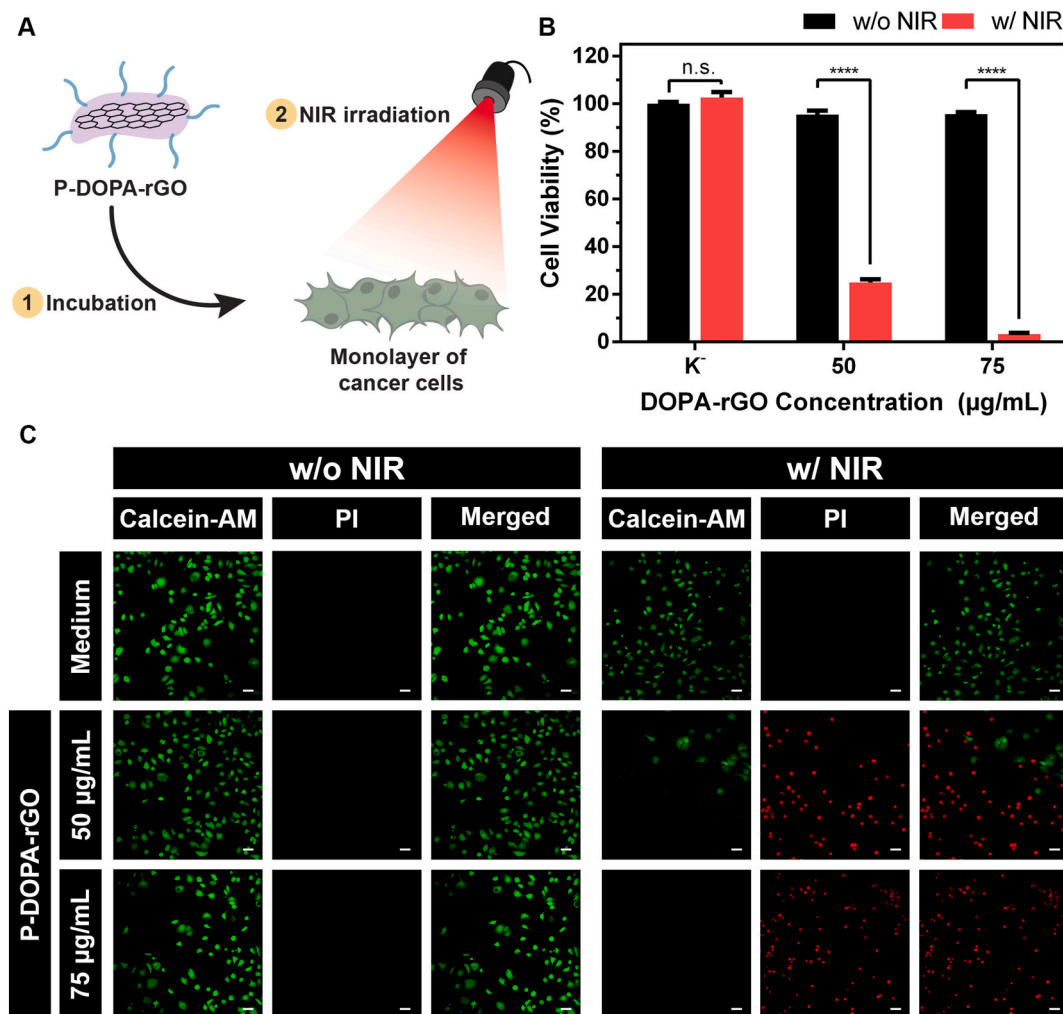 A
P-DOPA-rGO
1 Incubation
2 NIR irradiation
Monolayer of
cancer cells
B
w/o NIR
w/ NIR
Cell Viability (%)
120
100
80
60
40
20
0
n.s.
****
****
K⁻
50
75
DOPA-rGO Concentration (µg/mL)
C
w/o NIR
w/ NIR
Calcein-AM
PI
Merged
Calcein-AM
PI
Merged
Medium
P-DOPA-rGO
50 µg/mL
75 µg/mL